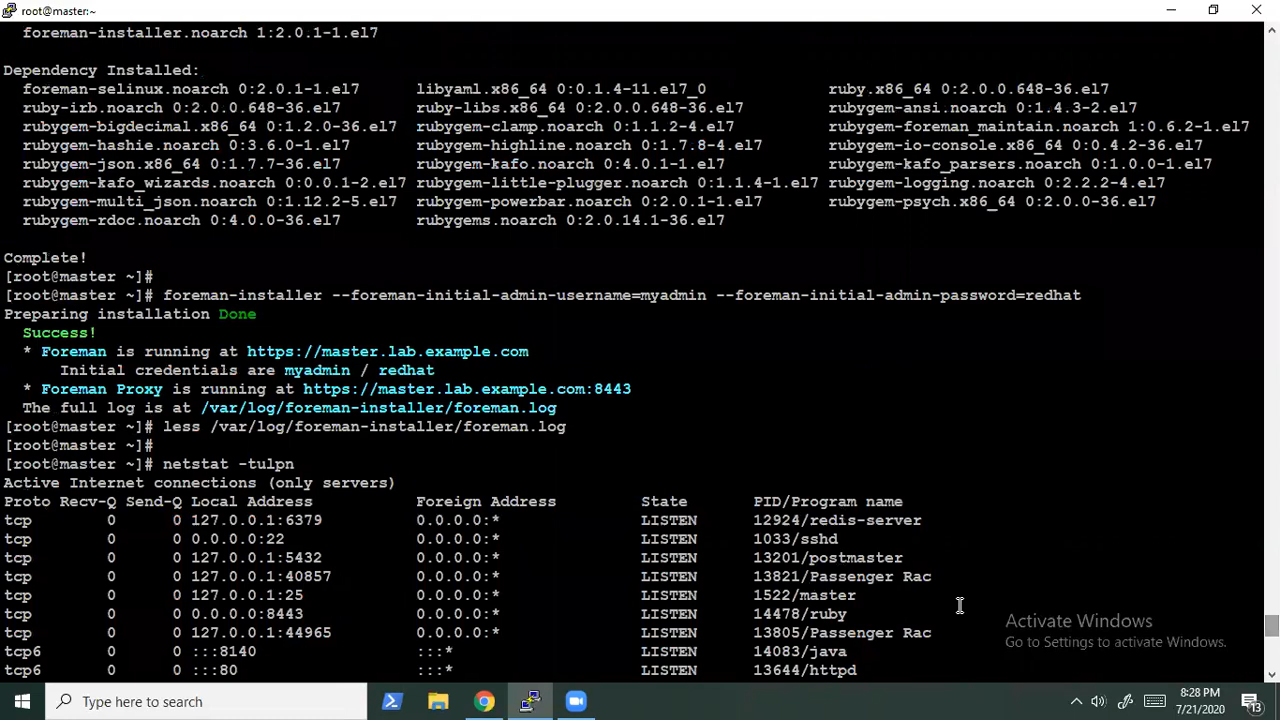 root@master:~
foreman-installer.noarch 1:2.0.1-1.el7
Dependency Installed:
foreman-selinux.noarch 0:2.0.1-1.el7 libyaml.x86_64 0:0.1.4-11.el7_0 ruby.x86_64 0:2.0.0.648-36.el7
ruby-irb.noarch 0:2.0.0.648-36.el7 ruby-libs.x86_64 0:2.0.0.648-36.el7 rubygem-ansi.noarch 0:1.4.3-2.el7
rubygem-bigdecimal.x86_64 0:1.2.0-36.el7 rubygem-clamp.noarch 0:1.1.2-4.el7 rubygem-foreman_maintain.noarch 1:0.6.2-1.el7
rubygem-hashie.noarch 0:3.6.0-1.el7 rubygem-highline.noarch 0:1.7.8-4.el7 rubygem-io-console.x86_64 0:0.4.2-36.el7
rubygem-json.x86_64 0:1.7.7-36.el7 rubygem-kafo.noarch 0:4.0.1-1.el7 rubygem-kafo_parsers.noarch 0:1.0.0-1.el7
rubygem-kafo_wizards.noarch 0:0.0.1-2.el7 rubygem-little-plugger.noarch 0:1.1.4-1.el7 rubygem-logging.noarch 0:2.2.2-4.el7
rubygem-multi_json.noarch 0:1.12.2-5.el7 rubygem-powerbar.noarch 0:2.0.1-1.el7 rubygem-psych.x86_64 0:2.0.0-36.el7
rubygem-rdoc.noarch 0:4.0.0-36.el7 rubygems.noarch 0:2.0.14.1-36.el7
Complete!
[root@master ~]#
[root@master ~]# foreman-installer --foreman-initial-admin-username=myadmin --foreman-initial-admin-password=redhat
Preparing installation Done
Success!
* Foreman is running at https://master.lab.example.com
Initial credentials are myadmin / redhat
* Foreman Proxy is running at https://master.lab.example.com:8443
The full log is at /var/log/foreman-installer/foreman.log
[root@master ~]# less /var/log/foreman-installer/foreman.log
[root@master ~]#
[root@master ~]# netstat -tulpn
Active Internet connections (only servers)
Proto Recv-Q Send-Q Local Address Foreign Address State PID/Program name
tcp 0 0 127.0.0.1:6379 0.0.0.0:* LISTEN 12924/redis-server
tcp 0 0 0.0.0.0:22 0.0.0.0:* LISTEN 1033/sshd
tcp 0 0 127.0.0.1:5432 0.0.0.0:* LISTEN 13201/postmaster
tcp 0 0 127.0.0.1:40857 0.0.0.0:* LISTEN 13821/Passenger Rac
tcp 0 0 127.0.0.1:25 0.0.0.0:* LISTEN 1522/master
tcp 0 0 0.0.0.0:8443 0.0.0.0:* LISTEN 14478/ruby
tcp 0 0 127.0.0.1:44965 0.0.0.0:* LISTEN 13805/Passenger Rac
tcp6 0 0 :::8140 :::* LISTEN 14083/java
tcp6 0 0 :::80 :::* LISTEN 13644/httpd
Activate Windows
Go to Settings to activate Windows.
Type here to search
8:28 PM
7/21/2020
13